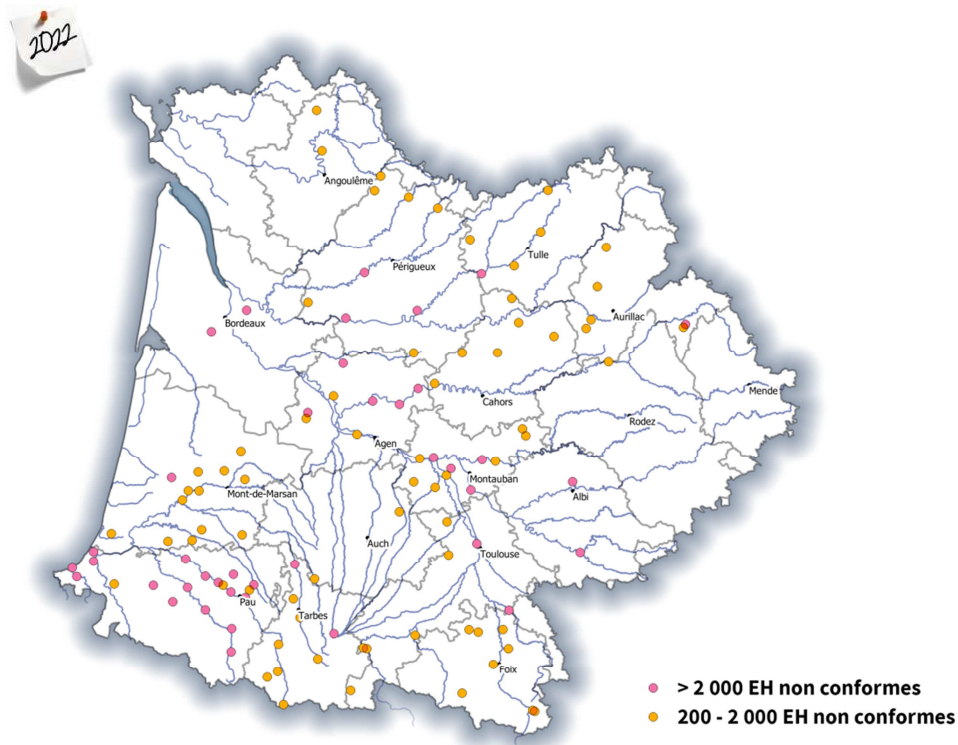 2022
Angoulême
Périgueux
Tulle
Bordeaux
Aurillac
Cahors
Mende
Rodez
Agen
Montauban
Mont-de-Marsan
Albi
Auch
Toulouse
Pau
Tarbes
Foix
> 2 000 EH non conformes
200 - 2 000 EH non conformes